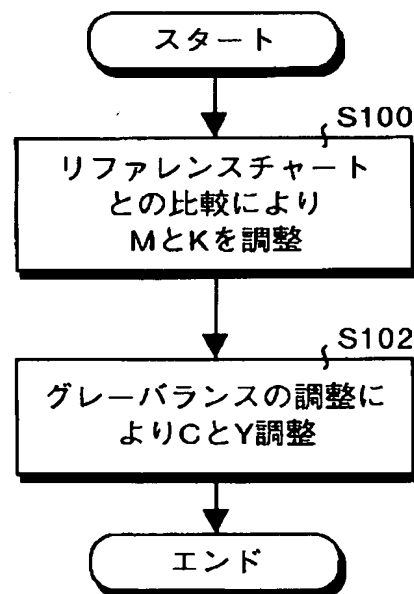 スタート
S100
リファレンスチャート
との比較により
MとKを調整
S102
グレーバランスの調整に
よりCとY調整
エンド